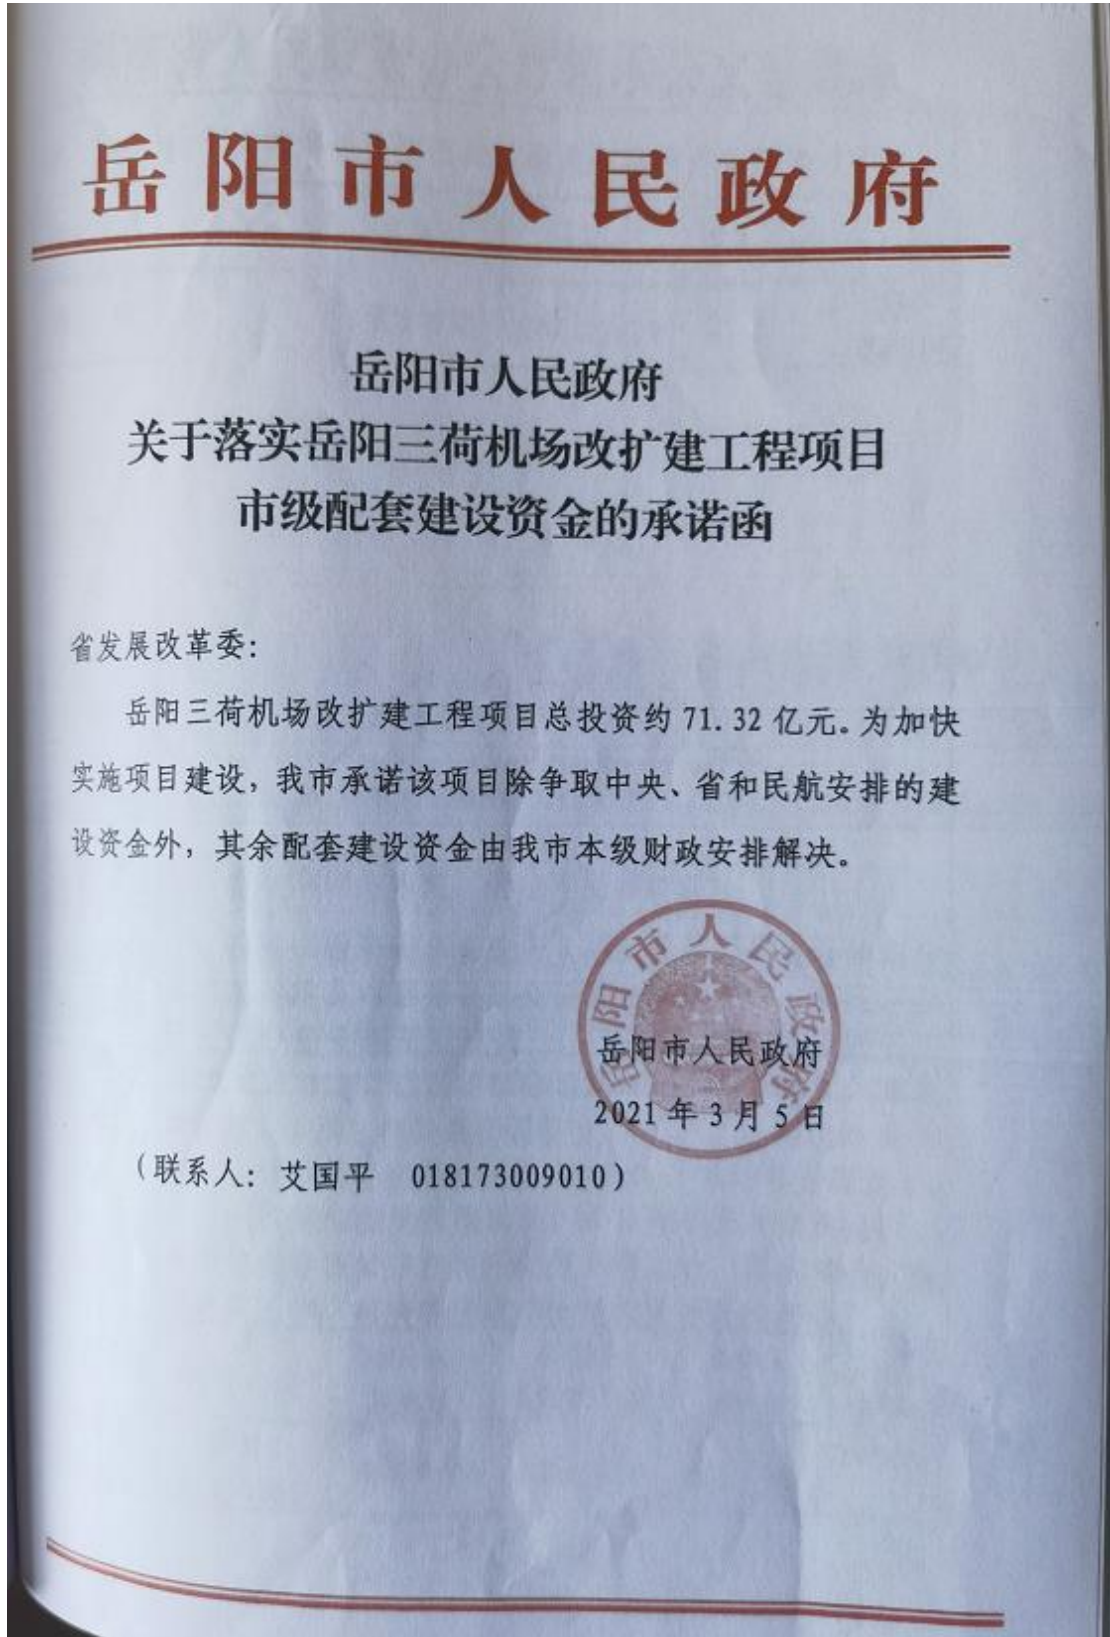 岳阳市人民政府
岳阳市人民政府
关于落实岳阳三荷机场改扩建工程项目
市级配套建设资金的承诺函
省发展改革委：
岳阳三荷机场改扩建工程项目总投资约71.32亿元。为加快
实施项目建设，我市承诺该项目除争取中央、省和民航安排的建
设资金外，其余配套建设资金由我市本级财政安排解决。
岳阳市人民政府
岳阳市人民政府
2021年3月5日
（联系人：艾国平 018173009010）